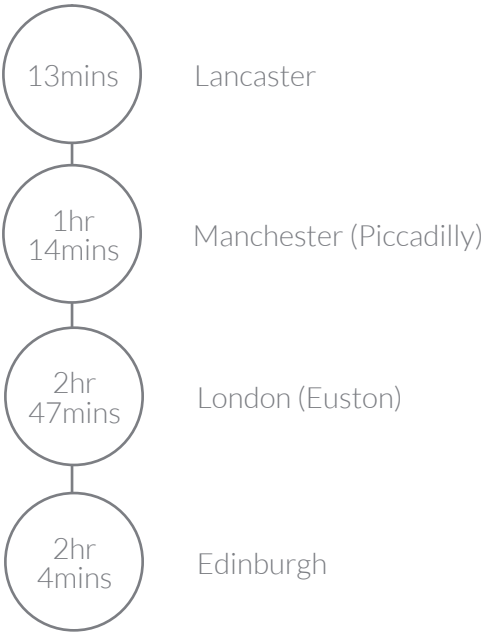 13mins
Lancaster
1hr
14mins
Manchester (Piccadilly)
2hr
47mins
London (Euston)
2hr
4mins
Edinburgh